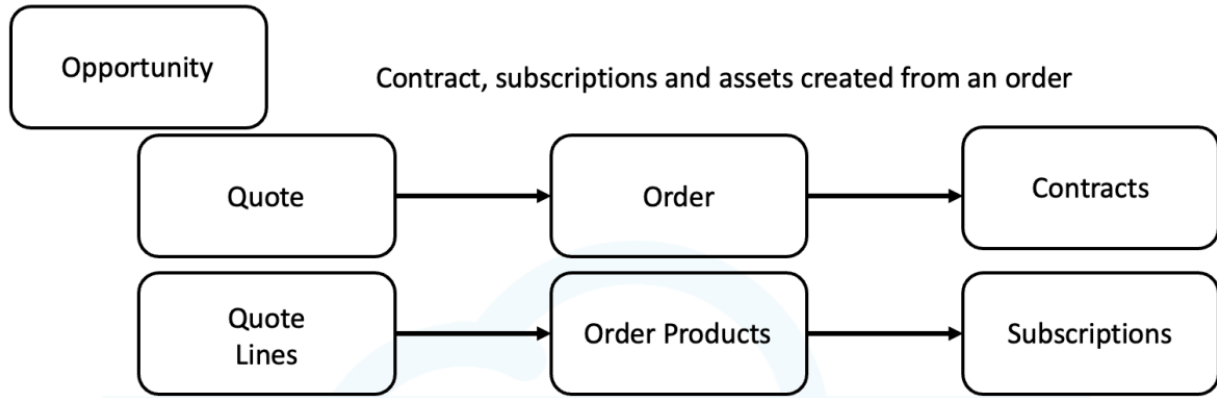 Opportunity
Contract, subscriptions and assets created from an order
Quote
Order
Contracts
Quote
Lines
Order Products
Subscriptions